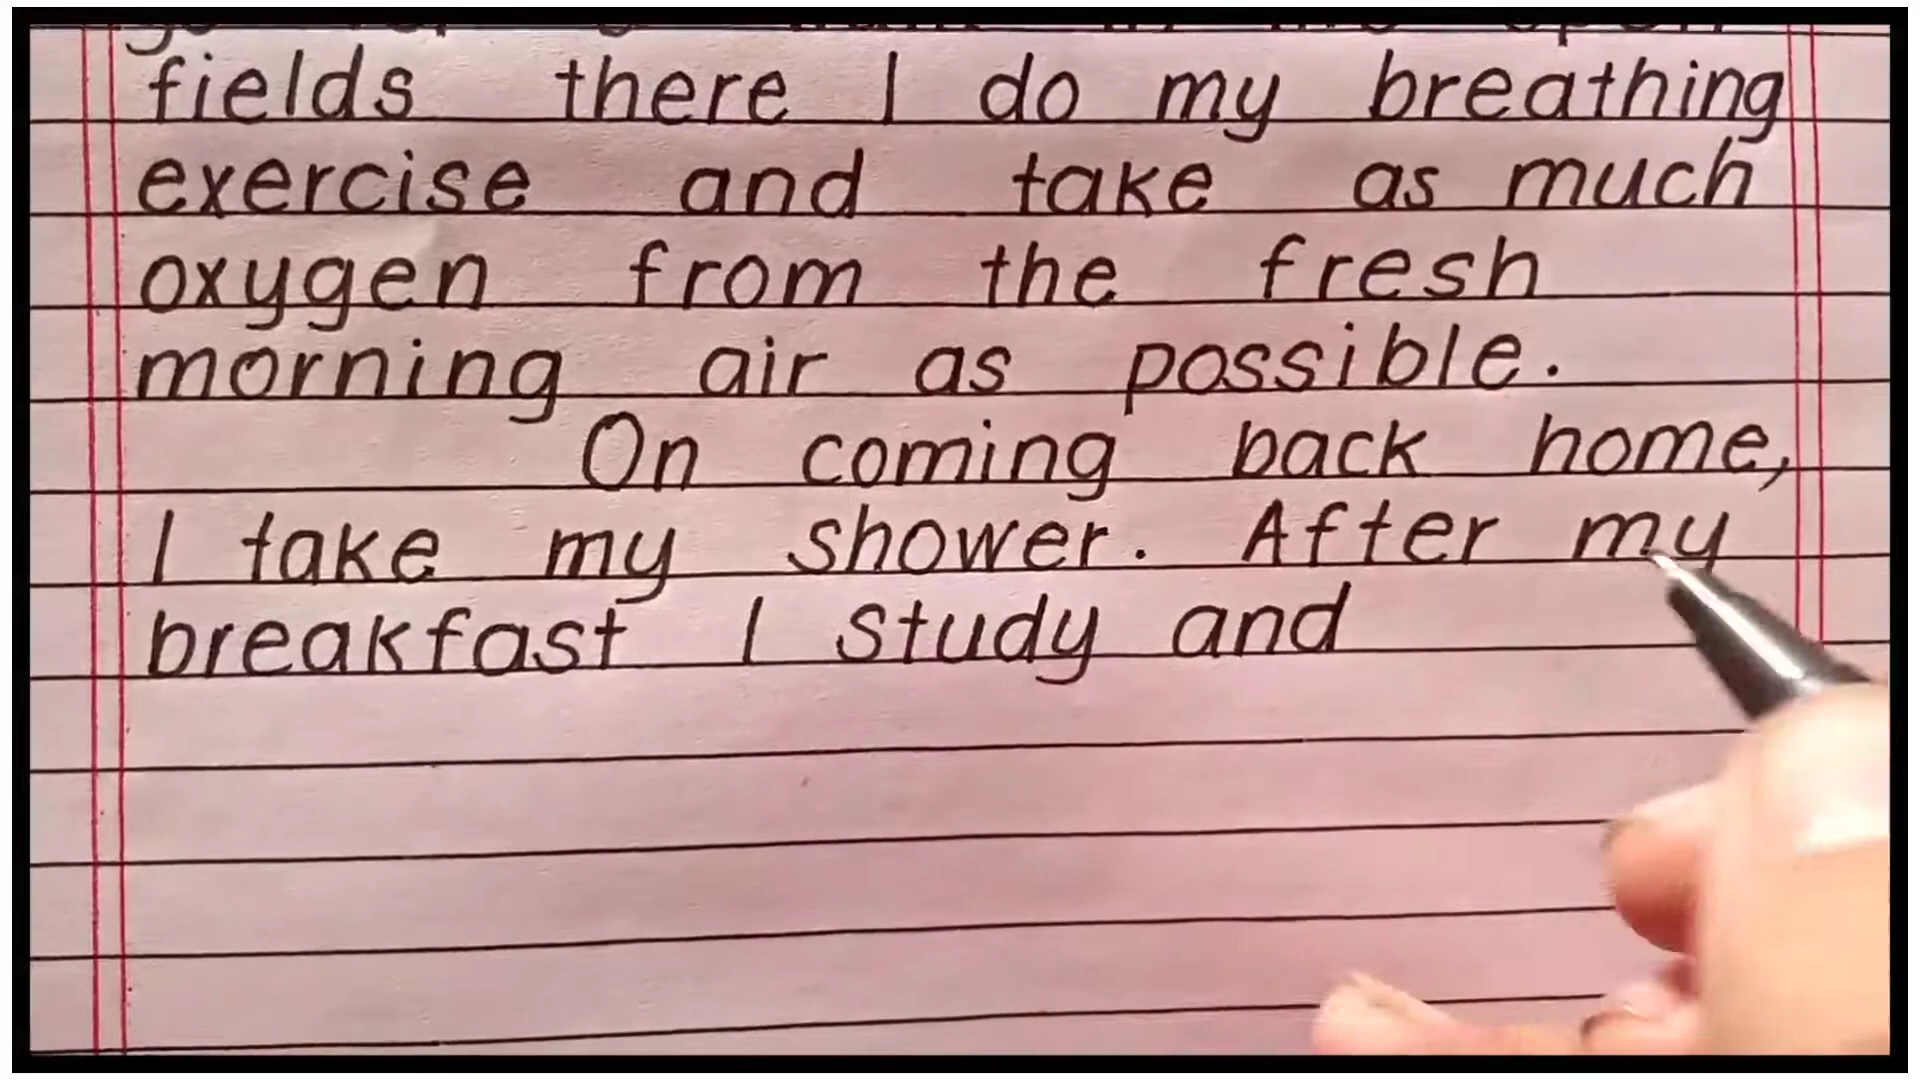 fields there I do my breathing
exercise and take as much
oxygen from the fresh
morning air as possible.
On coming back home,
I take my shower. After my
breakfast I study and